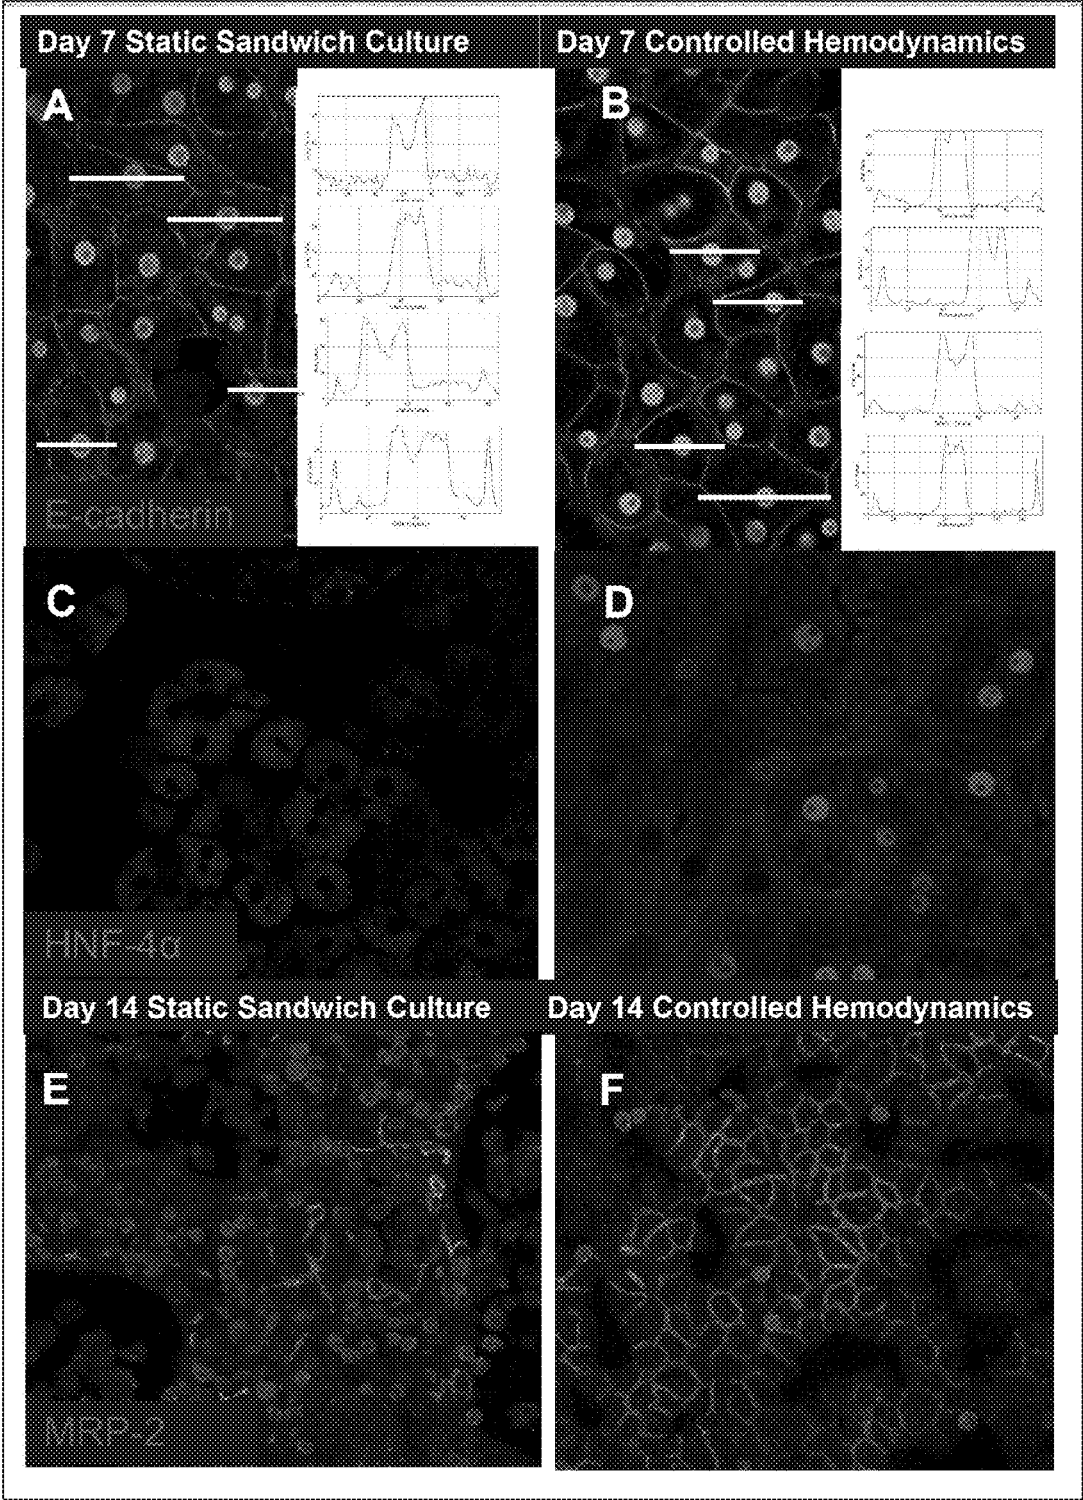 Day 7 Static Sandwich Culture
Day 7 Controlled Hemodynamics
A
B
E-cadherin
C
D
HNF-4α
Day 14 Static Sandwich Culture
Day 14 Controlled Hemodynamics
E
F
MRP-2